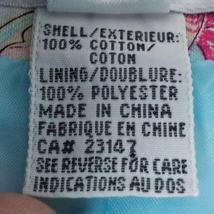 SHELL/EXTERIEUR:
100% COTTON/
COTON
LINING/DOUBLURE:
100% POLYESTER
MADE IN CHINA
FABRIQUE EN CHINE
CA# 23147
SEE REVERSE FOR CARE
INDICATIONS AU DOS